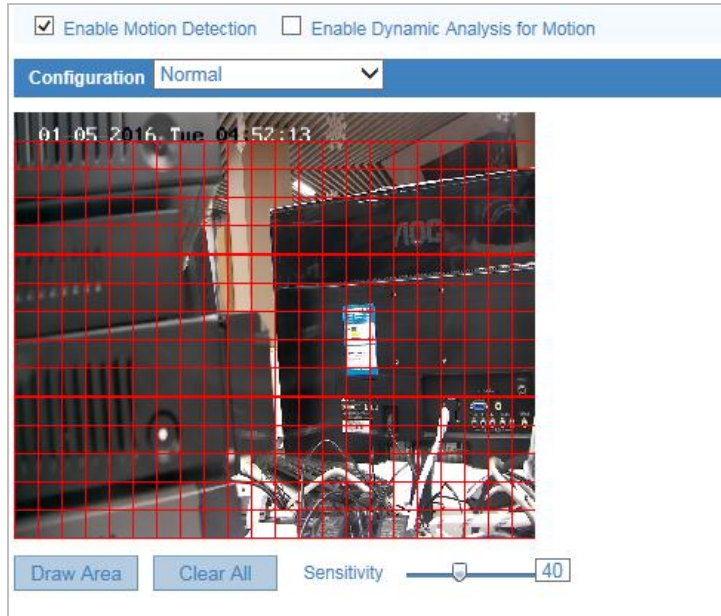 Enable Motion Detection Enable Dynamic Analysis for Motion
Configuration Normal
01-05-2016 Tue 04:52:13
AOC
Draw Area Clear All Sensitivity 40